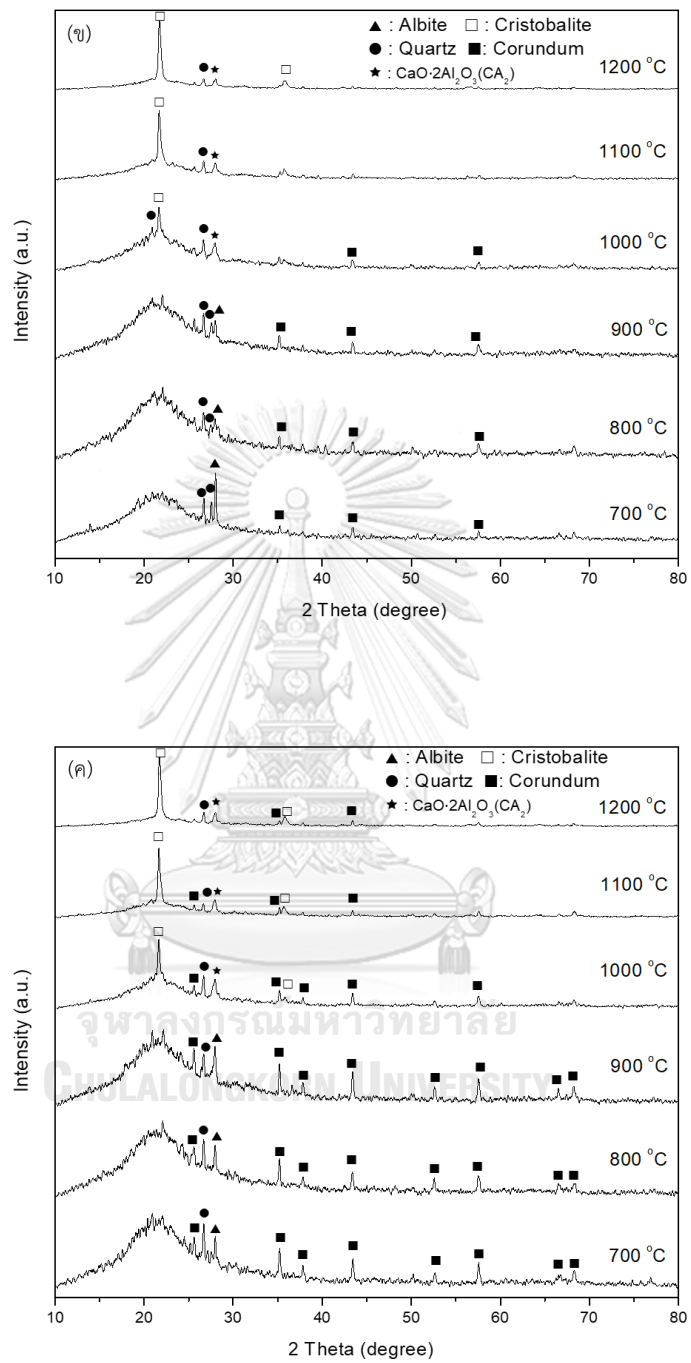 (ข)
▲ : Albite □ : Cristobalite
● : Quartz ■: Corundum
★ : CaO·2Al₂O₃(CA₂)
1200 °C
1100 °C
1000 °C
900 °C
800 °C
700 °C
Intensity (a.u.)
10 20 30 40 50 60 70 80
2 Theta (degree)
(ค)
▲ : Albite □ : Cristobalite
● : Quartz ■: Corundum
★ : CaO·2Al₂O₃(CA₂)
1200 °C
1100 °C
1000 °C
จุฬาลงกรณ์มหาวิทยาลัย
900 °C
CHULALONGKORN UNIVERSITY
800 °C
700 °C
Intensity (a.u.)
10 20 30 40 50 60 70 80
2 Theta (degree)